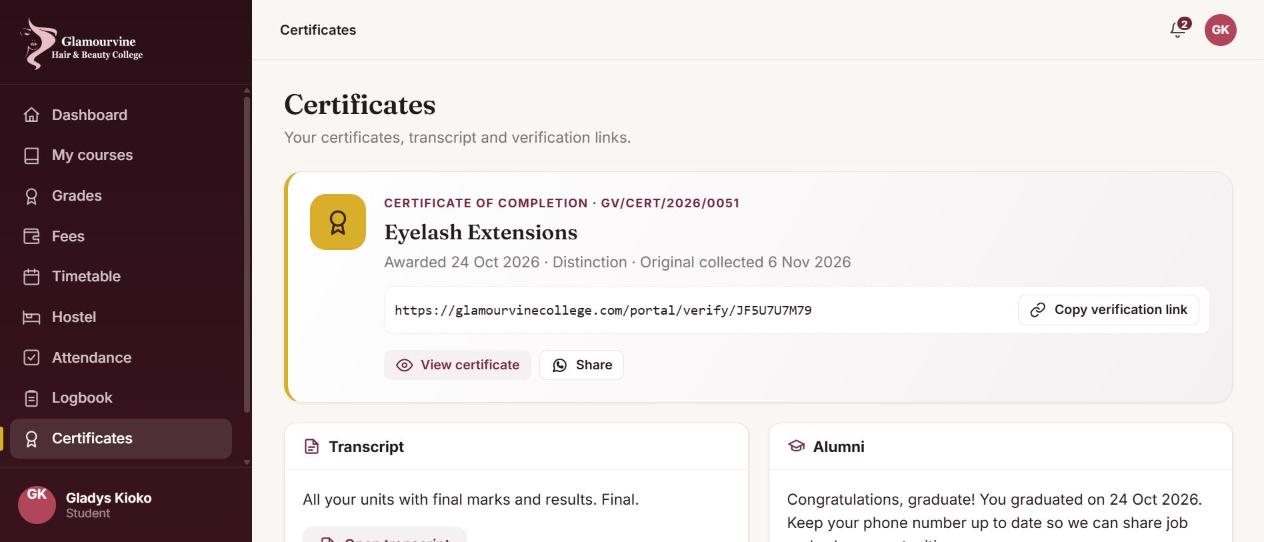 Glamourvine
Hair & Beauty College
Certificates
2
GK
Dashboard
My courses
Grades
Fees
Timetable
Hostel
Attendance
Logbook
Certificates
GK
Gladys Kioko
Student
Certificates
Your certificates, transcript and verification links.
CERTIFICATE OF COMPLETION · GV/CERT/2026/0051
Eyelash Extensions
Awarded 24 Oct 2026 · Distinction · Original collected 6 Nov 2026
https://glamourvinecollege.com/portal/verify/JF5U7U7M79
Copy verification link
View certificate
Share
Transcript
All your units with final marks and results. Final.
Alumni
Congratulations, graduate! You graduated on 24 Oct 2026.
Keep your phone number up to date so we can share job